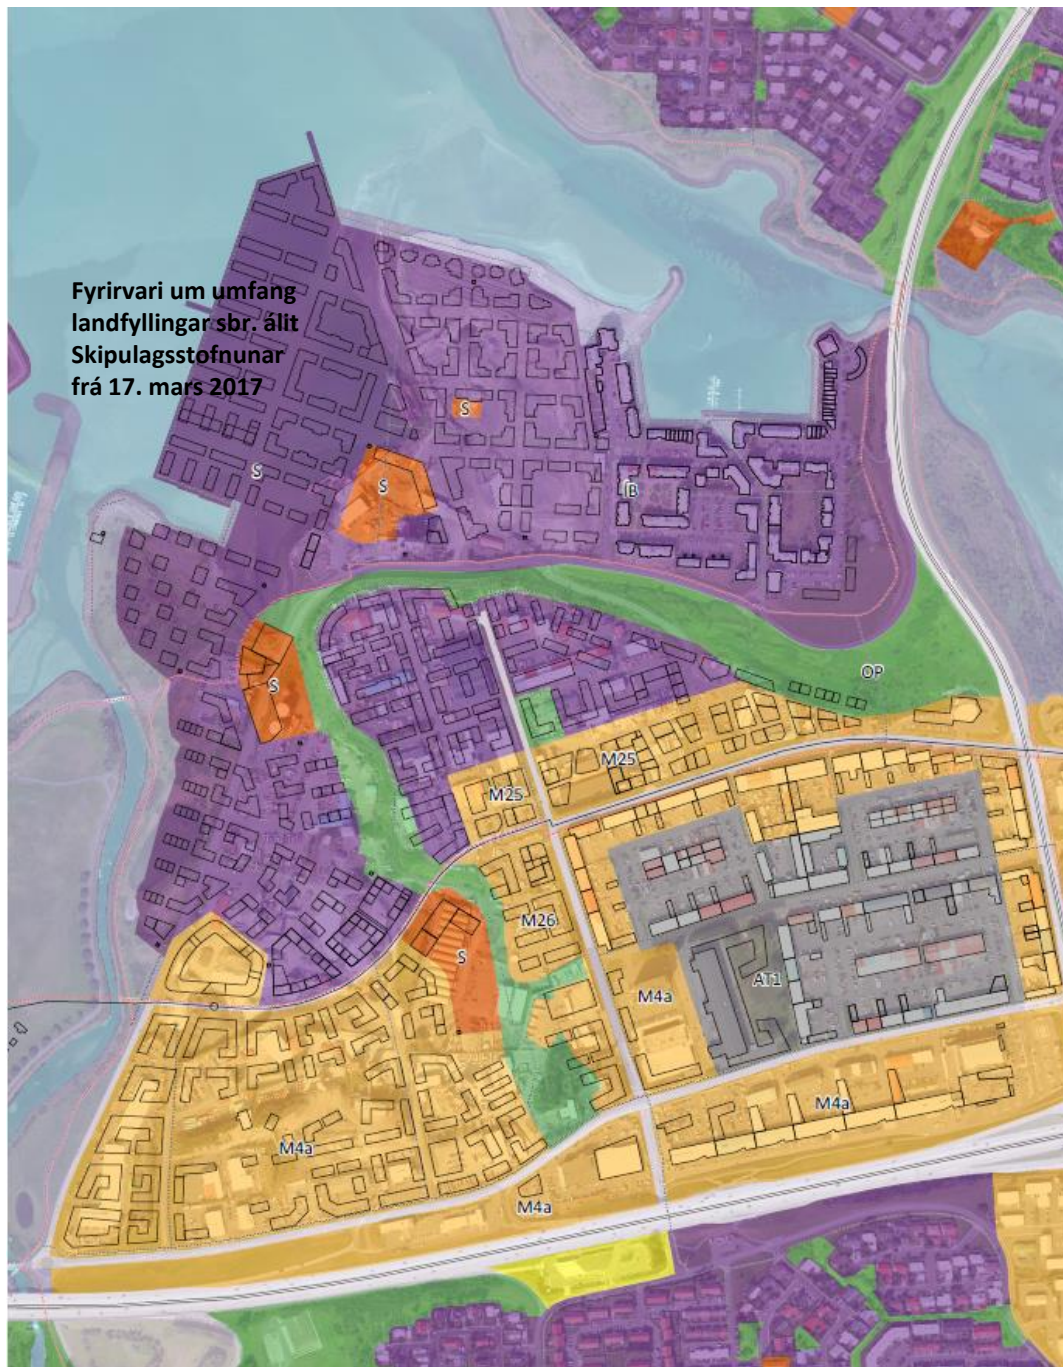 Fyrirvari um umfang
landfyllingar sbr. álit
Skipulagsstofnunar
frá 17. mars 2017
S
S
S
ÍB
OP
S
M25
M25
M26
S
AT1
M4a
M4a
M4a
M4a